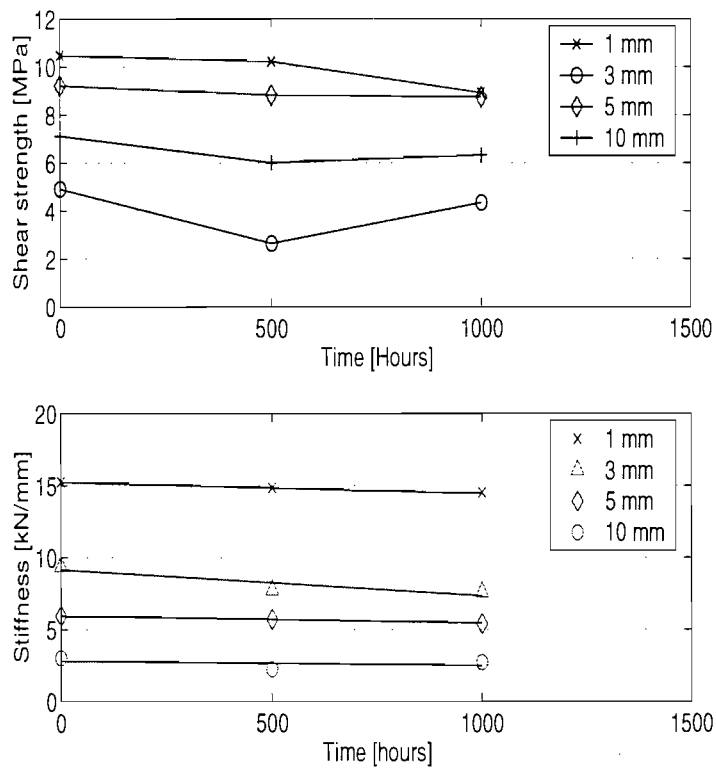 12
10
8
6
4
2
0
Shear strength [MPa]
1 mm
3 mm
5 mm
10 mm
0 500 1000 1500
Time [Hours]
20
15
10
5
0
Stiffness [kN/mm]
1 mm
3 mm
5 mm
10 mm
0 500 1000 1500
Time [hours]